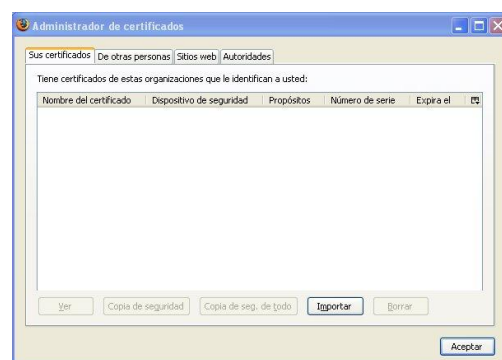 Administrador de certificados
Sus certificados De otras personas Sitios web Autoridades
Tiene certificados de estas organizaciones que le identifican a usted:
Nombre del certificado Dispositivo de seguridad Propósitos Número de serie Expira el
Ver Copia de seguridad Copia de seg. de todo Importar Borrar
Aceptar